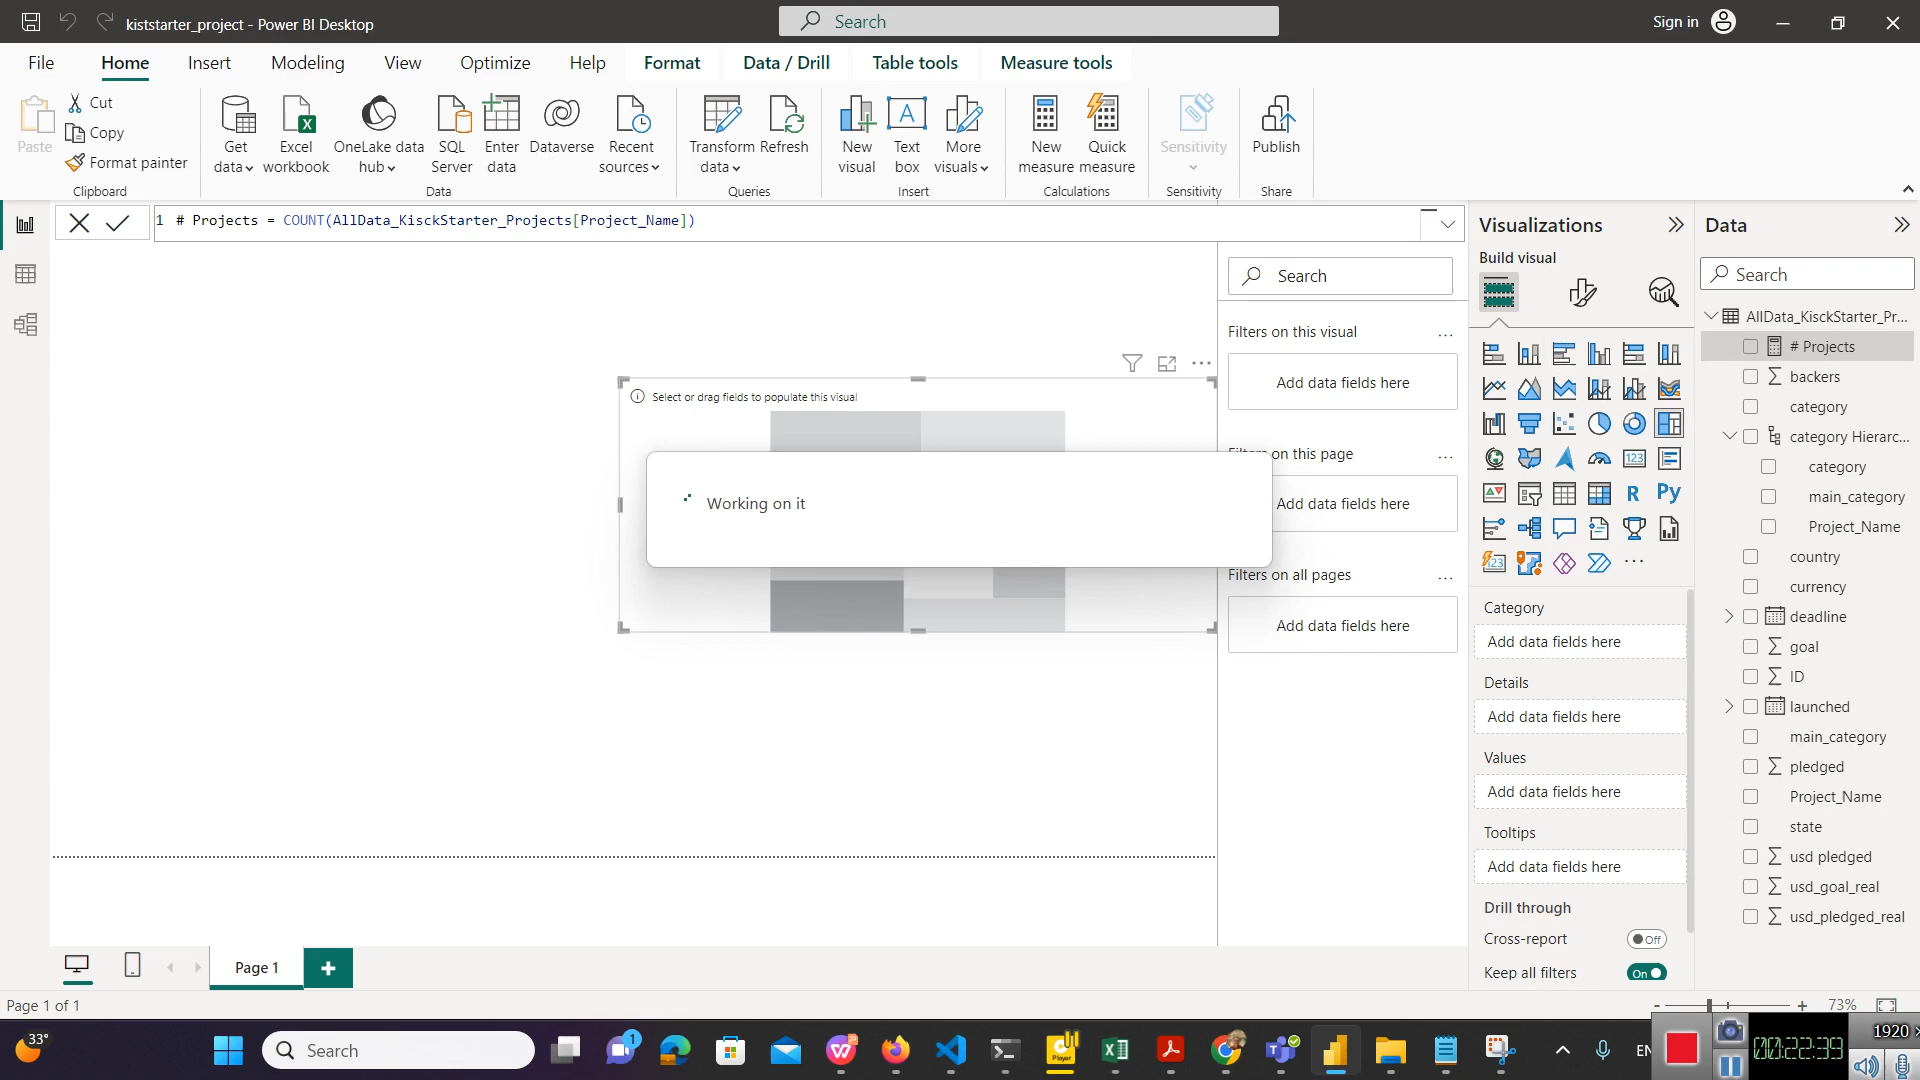 kiststarter_project - Power BI Desktop
Search
Sign in
File Home Insert Modeling View Optimize Help Format Data / Drill Table tools Measure tools
Paste
Cut
Copy
Format painter
Clipboard
Get data
Excel workbook
OneLake data hub
SQL Server
Enter data
Dataverse
Recent sources
Data
Transform data
Refresh
Queries
New visual
Text box
More visuals
Insert
New measure
Quick measure
Calculations
Sensitivity
Sensitivity
Publish
Share
1 # Projects = COUNT(AllData_KisckStarter_Projects[Project_Name])
Select or drag fields to populate this visual
Working on it
Search
Filters on this visual
Add data fields here
Filters on this page
Add data fields here
Filters on all pages
Add data fields here
Visualizations
Build visual
Category
Add data fields here
Details
Add data fields here
Values
Add data fields here
Tooltips
Add data fields here
Drill through
Cross-report Off
Keep all filters On
Data
Search
AllData_KisckStarter_Pr...
# Projects
backers
category
category Hierarc...
category
main_category
Project_Name
country
currency
deadline
goal
ID
launched
main_category
pledged
Project_Name
state
usd pledged
usd_goal_real
usd_pledged_real
Page 1
Page 1 of 1
73%
33°
Search
EN
00:22:39
1920